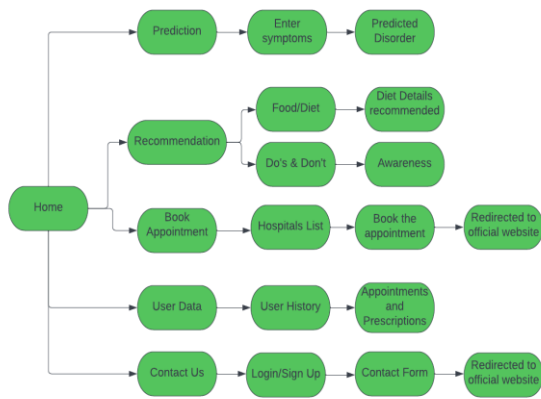 Prediction
Enter
symptoms
Predicted
Disorder
Recommendation
Food/Diet
Diet Details
recommended
Do's & Don't
Awareness
Home
Book
Appointment
Hospitals List
Book the
appointment
Redirected to
official website
User Data
User History
Appointments
and
Prescriptions
Contact Us
Login/Sign Up
Contact Form
Redirected to
official website